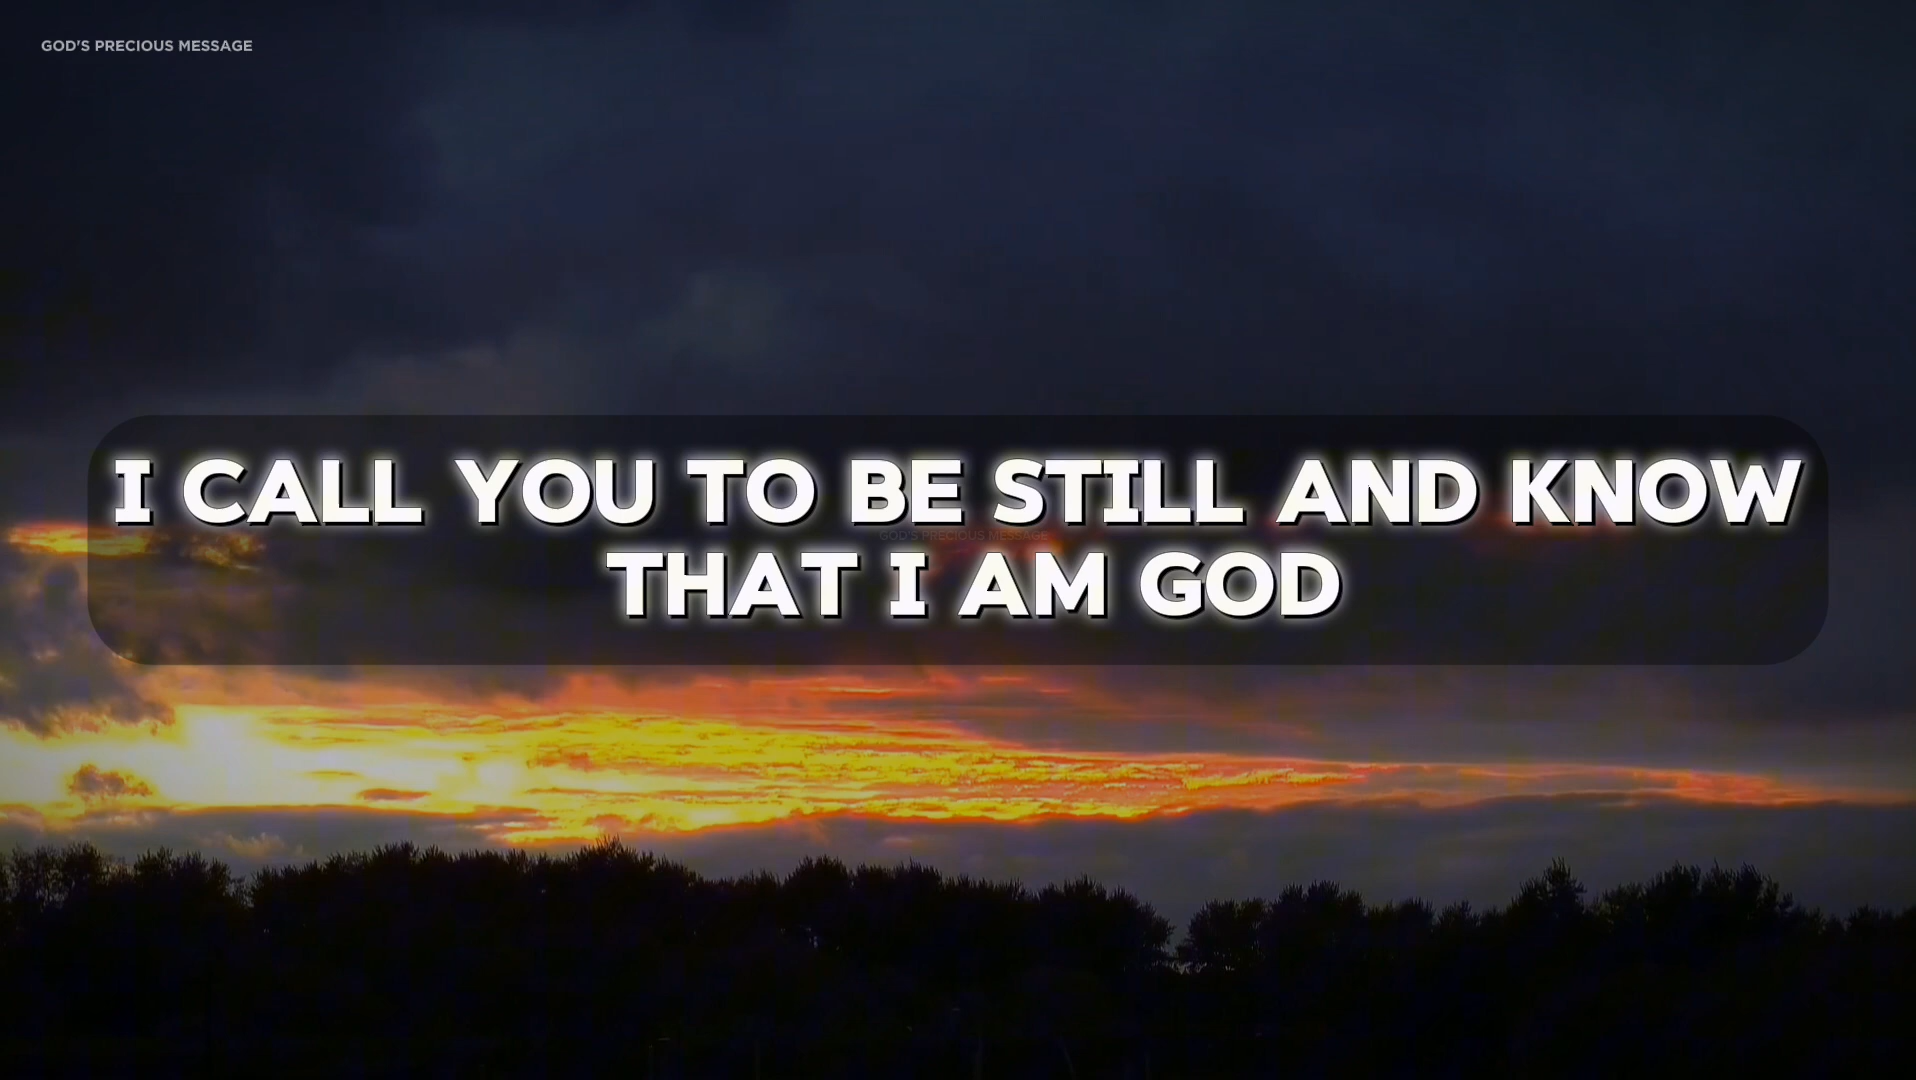 GOD'S PRECIOUS MESSAGE
I CALL YOU TO BE STILL AND KNOW
GOD'S PRECIOUS MESSAGE
THAT I AM GOD